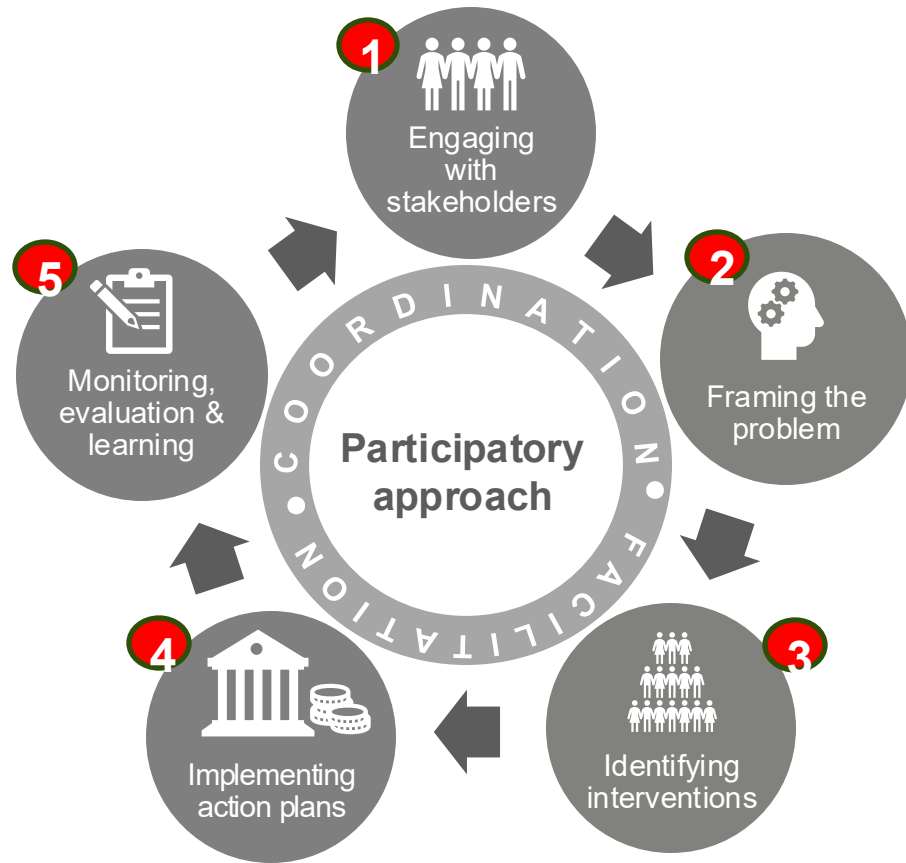 1
Engaging
with
stakeholders
2
Framing the
problem
3
Identifying
interventions
4
Implementing
action plans
5
Monitoring,
evaluation &
learning
COORDINATION • FACILITATION •
Participatory
approach